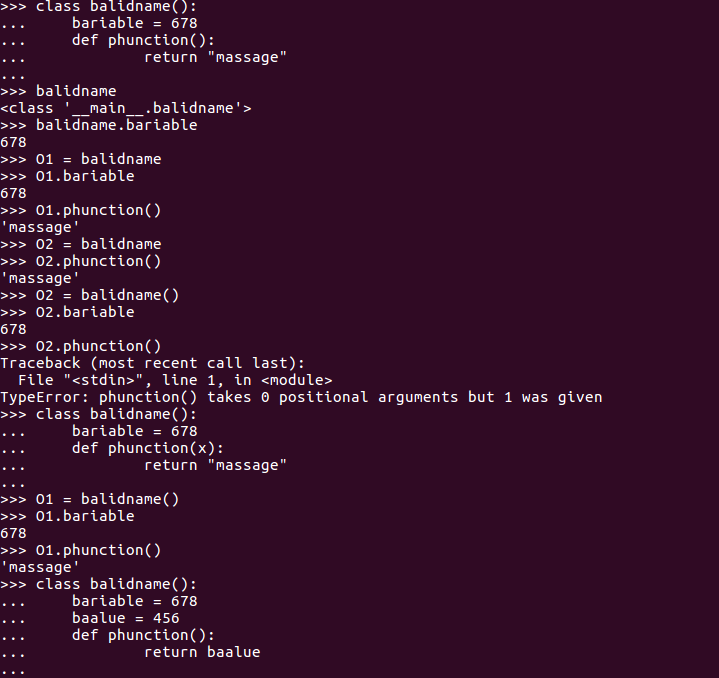 >>> class balidname():
...     bariable = 678
...     def phunction():
...             return "massage"
...
>>> balidname
<class '__main__.balidname'>
>>> balidname.bariable
678
>>> O1 = balidname
>>> O1.bariable
678
>>> O1.phunction()
'massage'
>>> O2 = balidname
>>> O2.phunction()
'massage'
>>> O2 = balidname()
>>> O2.bariable
678
>>> O2.phunction()
Traceback (most recent call last):
  File "<stdin>", line 1, in <module>
TypeError: phunction() takes 0 positional arguments but 1 was given
>>> class balidname():
...     bariable = 678
...     def phunction(x):
...             return "massage"
...
>>> O1 = balidname()
>>> O1.bariable
678
>>> O1.phunction()
'massage'
>>> class balidname():
...     bariable = 678
...     baalue = 456
...     def phunction():
...             return baalue
...